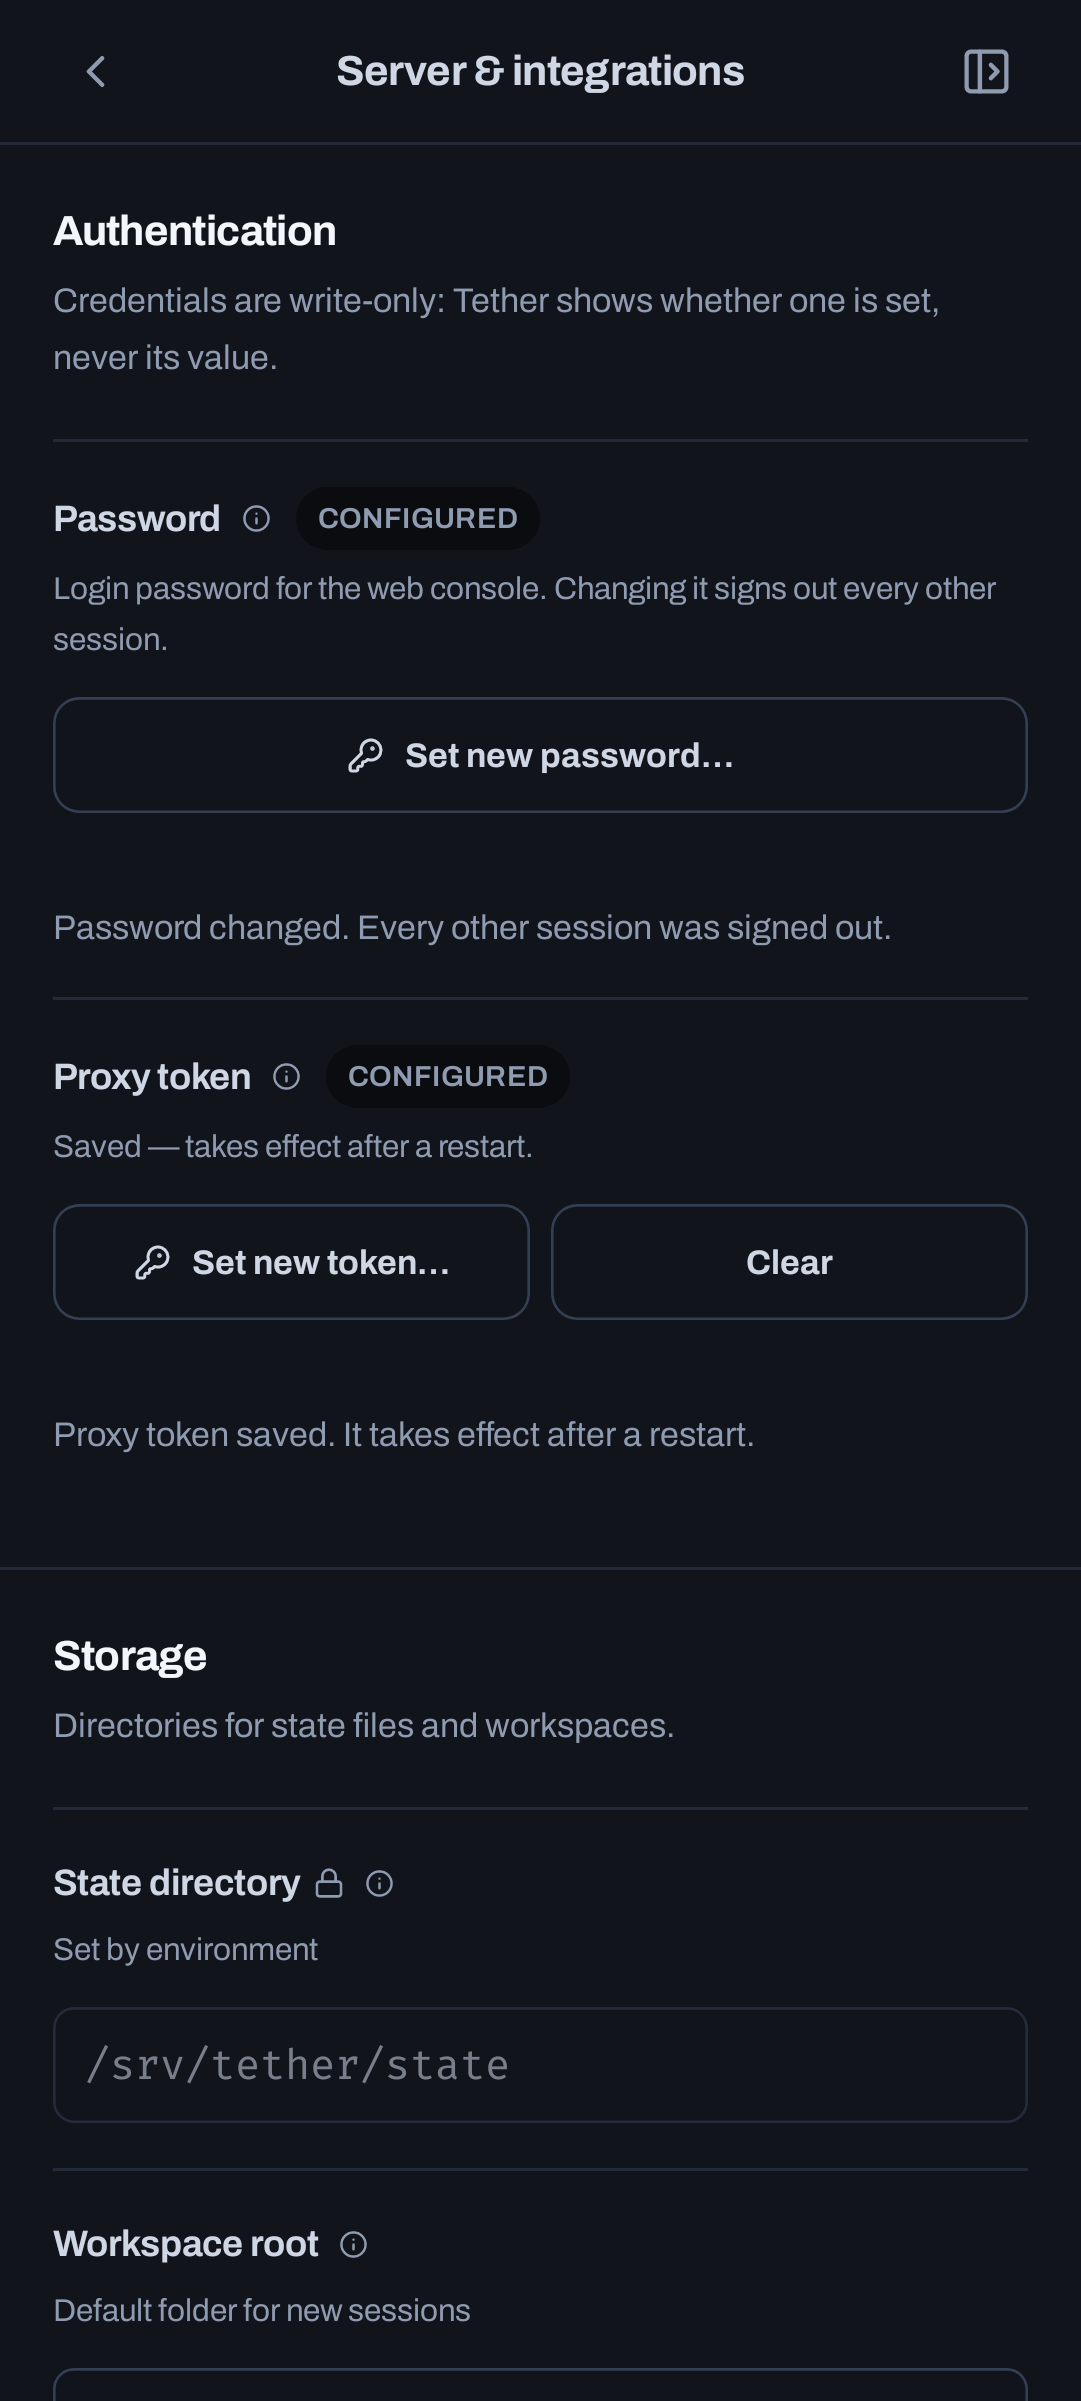 Server & integrations
Authentication
Credentials are write-only: Tether shows whether one is set,
never its value.
Password
CONFIGURED
Login password for the web console. Changing it signs out every other
session.
Set new password...
Password changed. Every other session was signed out.
Proxy token
CONFIGURED
Saved — takes effect after a restart.
Set new token...
Clear
Proxy token saved. It takes effect after a restart.
Storage
Directories for state files and workspaces.
State directory
Set by environment
/srv/tether/state
Workspace root
Default folder for new sessions